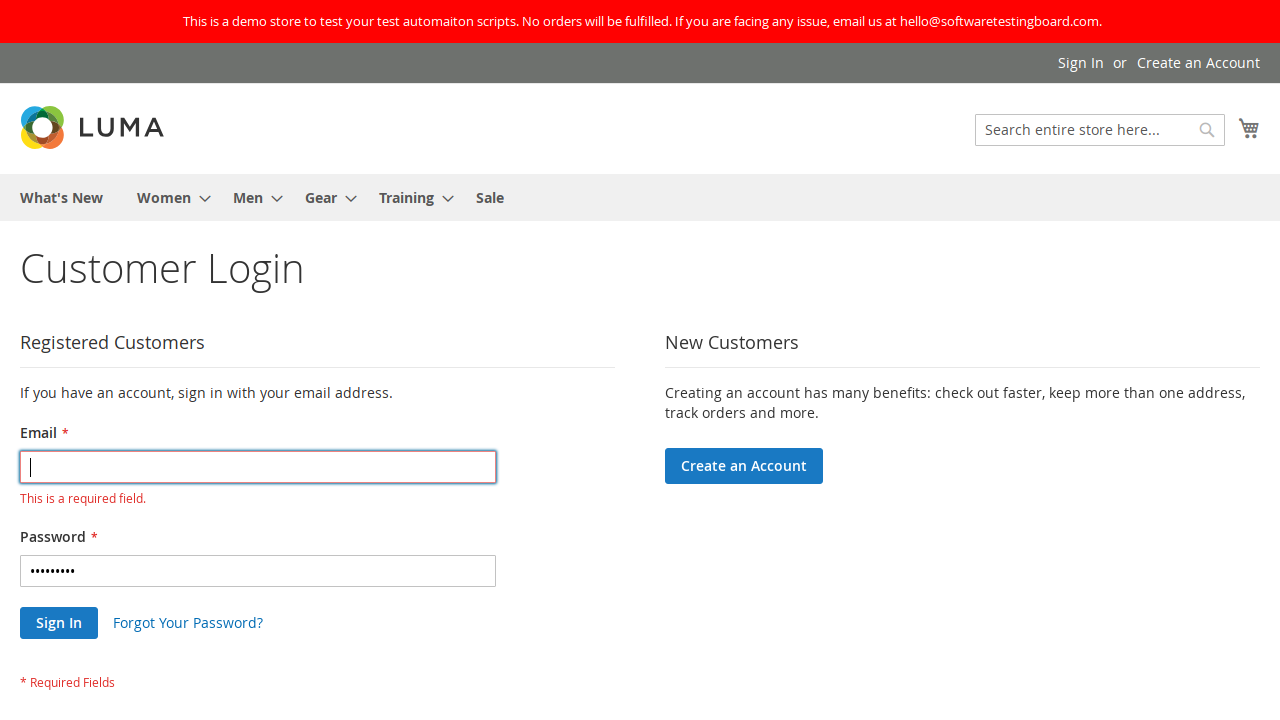 This is a demo store to test your test automaiton scripts. No orders will be fulfilled. If you are facing any issue, email us at hello@softwaretestingboard.com.
Sign In or Create an Account
LUMA
Search entire store here...
What's New Women Men Gear Training Sale
Customer Login
Registered Customers
If you have an account, sign in with your email address.
Email *
This is a required field.
Password *
•••••••••
Sign In Forgot Your Password?
* Required Fields
New Customers
Creating an account has many benefits: check out faster, keep more than one address,
track orders and more.
Create an Account